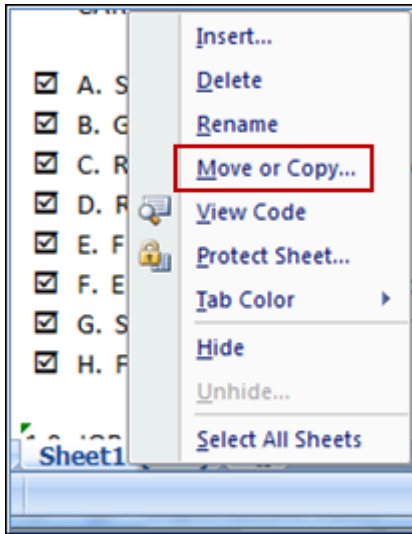 Insert...
Delete
Rename
Move or Copy...
View Code
Protect Sheet...
Tab Color
Hide
Unhide...
Select All Sheets
A. S
B. G
C. R
D. R
E. F
F. E
G. S
H. F
Sheet1